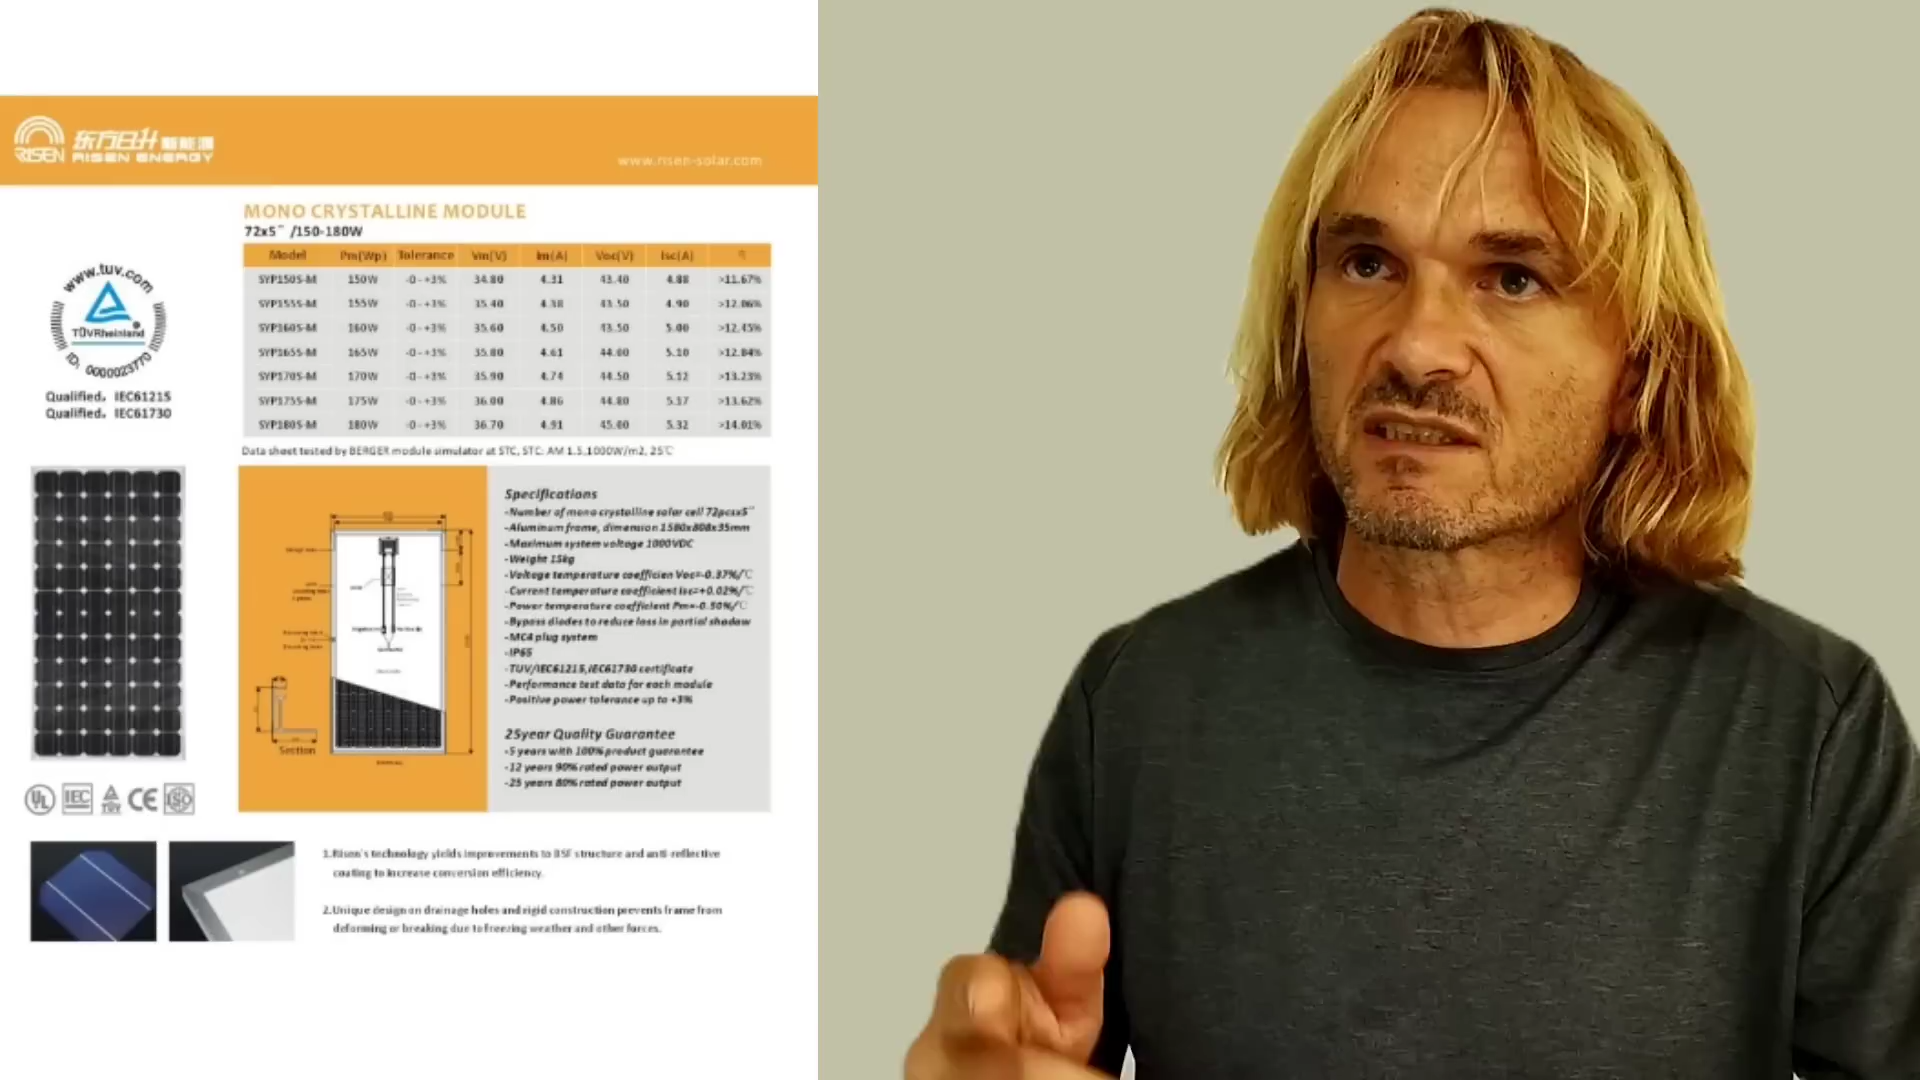 RISEN 东方日升新能源
RISEN ENERGY
www.risen-solar.com
MONO CRYSTALLINE MODULE
72x5" /150-180W
Model Pm(Wp) Tolerance Vm(V) Im(A) Voc(V) Isc(A) η
SYP150S-M 150W -0-+3% 34.80 4.31 43.40 4.88 >11.67%
SYP155S-M 155W -0-+3% 35.40 4.38 43.50 4.90 >12.06%
SYP160S-M 160W -0-+3% 35.60 4.50 43.50 5.00 >12.45%
SYP165S-M 165W -0-+3% 35.80 4.61 44.00 5.10 >12.84%
SYP170S-M 170W -0-+3% 35.90 4.74 44.50 5.12 >13.23%
SYP175S-M 175W -0-+3% 36.00 4.86 44.80 5.17 >13.62%
SYP180S-M 180W -0-+3% 36.70 4.91 45.00 5.32 >14.01%
Data sheet tested by BERGER module simulator at STC, STC: AM 1.5,1000W/m2, 25℃
www.tuv.com
TÜVRheinland
ID: 0000023770
Qualified, IEC61215
Qualified, IEC61730
Section
Specifications
-Number of mono crystalline solar cell 72pcsx5"
-Aluminum frame, dimension 1580x808x35mm
-Maximum system voltage 1000VDC
-Weight 15kg
-Voltage temperature coefficien Voc=-0.37%/℃
-Current temperature coefficient Isc=+0.02%/℃
-Power temperature coefficient Pm=-0.50%/℃
-Bypass diodes to reduce loss in partial shadow
-MC4 plug system
-IP65
-TUV/IEC61215,IEC61730 certificate
-Performance test data for each module
-Positive power tolerance up to +3%
25year Quality Guarantee
-5 years with 100% product guarantee
-12 years 90% rated power output
-25 years 80% rated power output
UL IEC TÜV CE ISO
1.Risen's technology yields improvements to BSF structure and anti-reflective
coating to increase conversion efficiency.
2.Unique design on drainage holes and rigid construction prevents frame from
deforming or breaking due to freezing weather and other forces.